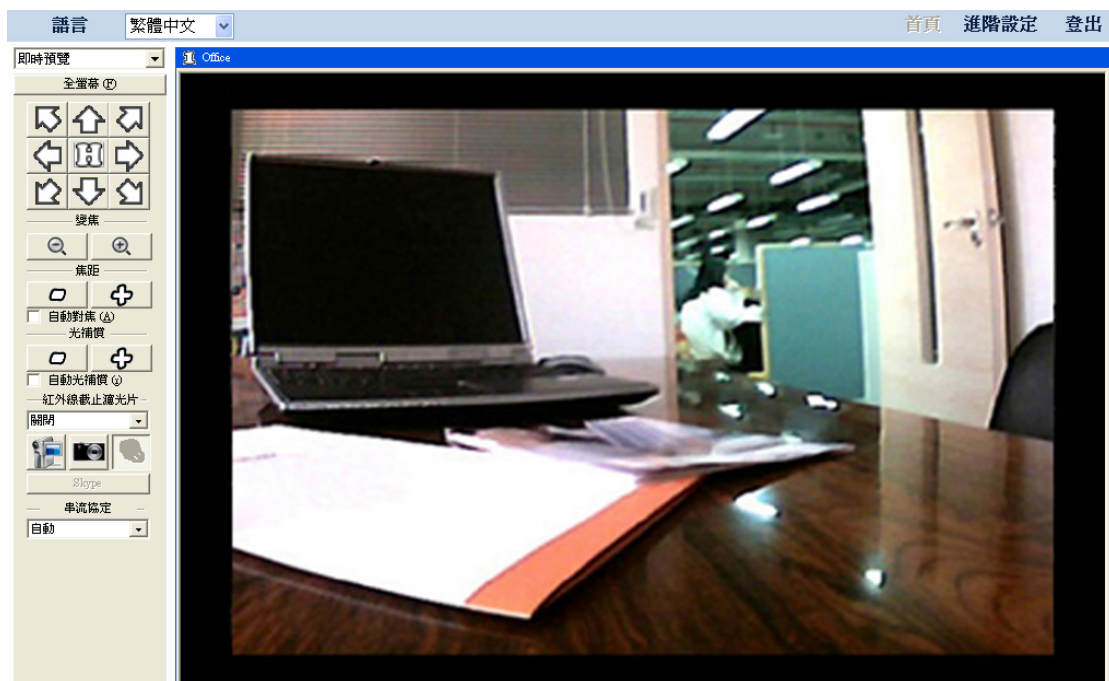 語言 繁體中文 首頁 進階設定 登出
即時預覽
Office
全螢幕 (F)
變焦
焦距
自動對焦 (A)
光補償
自動光補償 (I)
紅外線截止濾光片
關閉
Skype
串流協定
自動